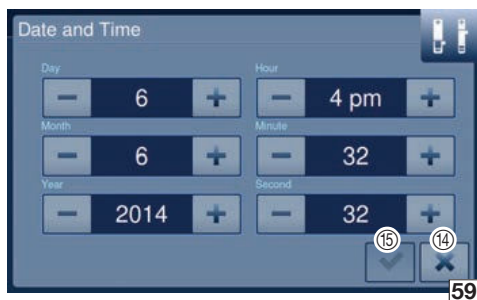 Date and Time
Day Hour
− 6 + − 4 pm +
Month Minute
− 6 + − 32 +
Year Second
− 2014 + − 32 +
⑮ ⑭
59